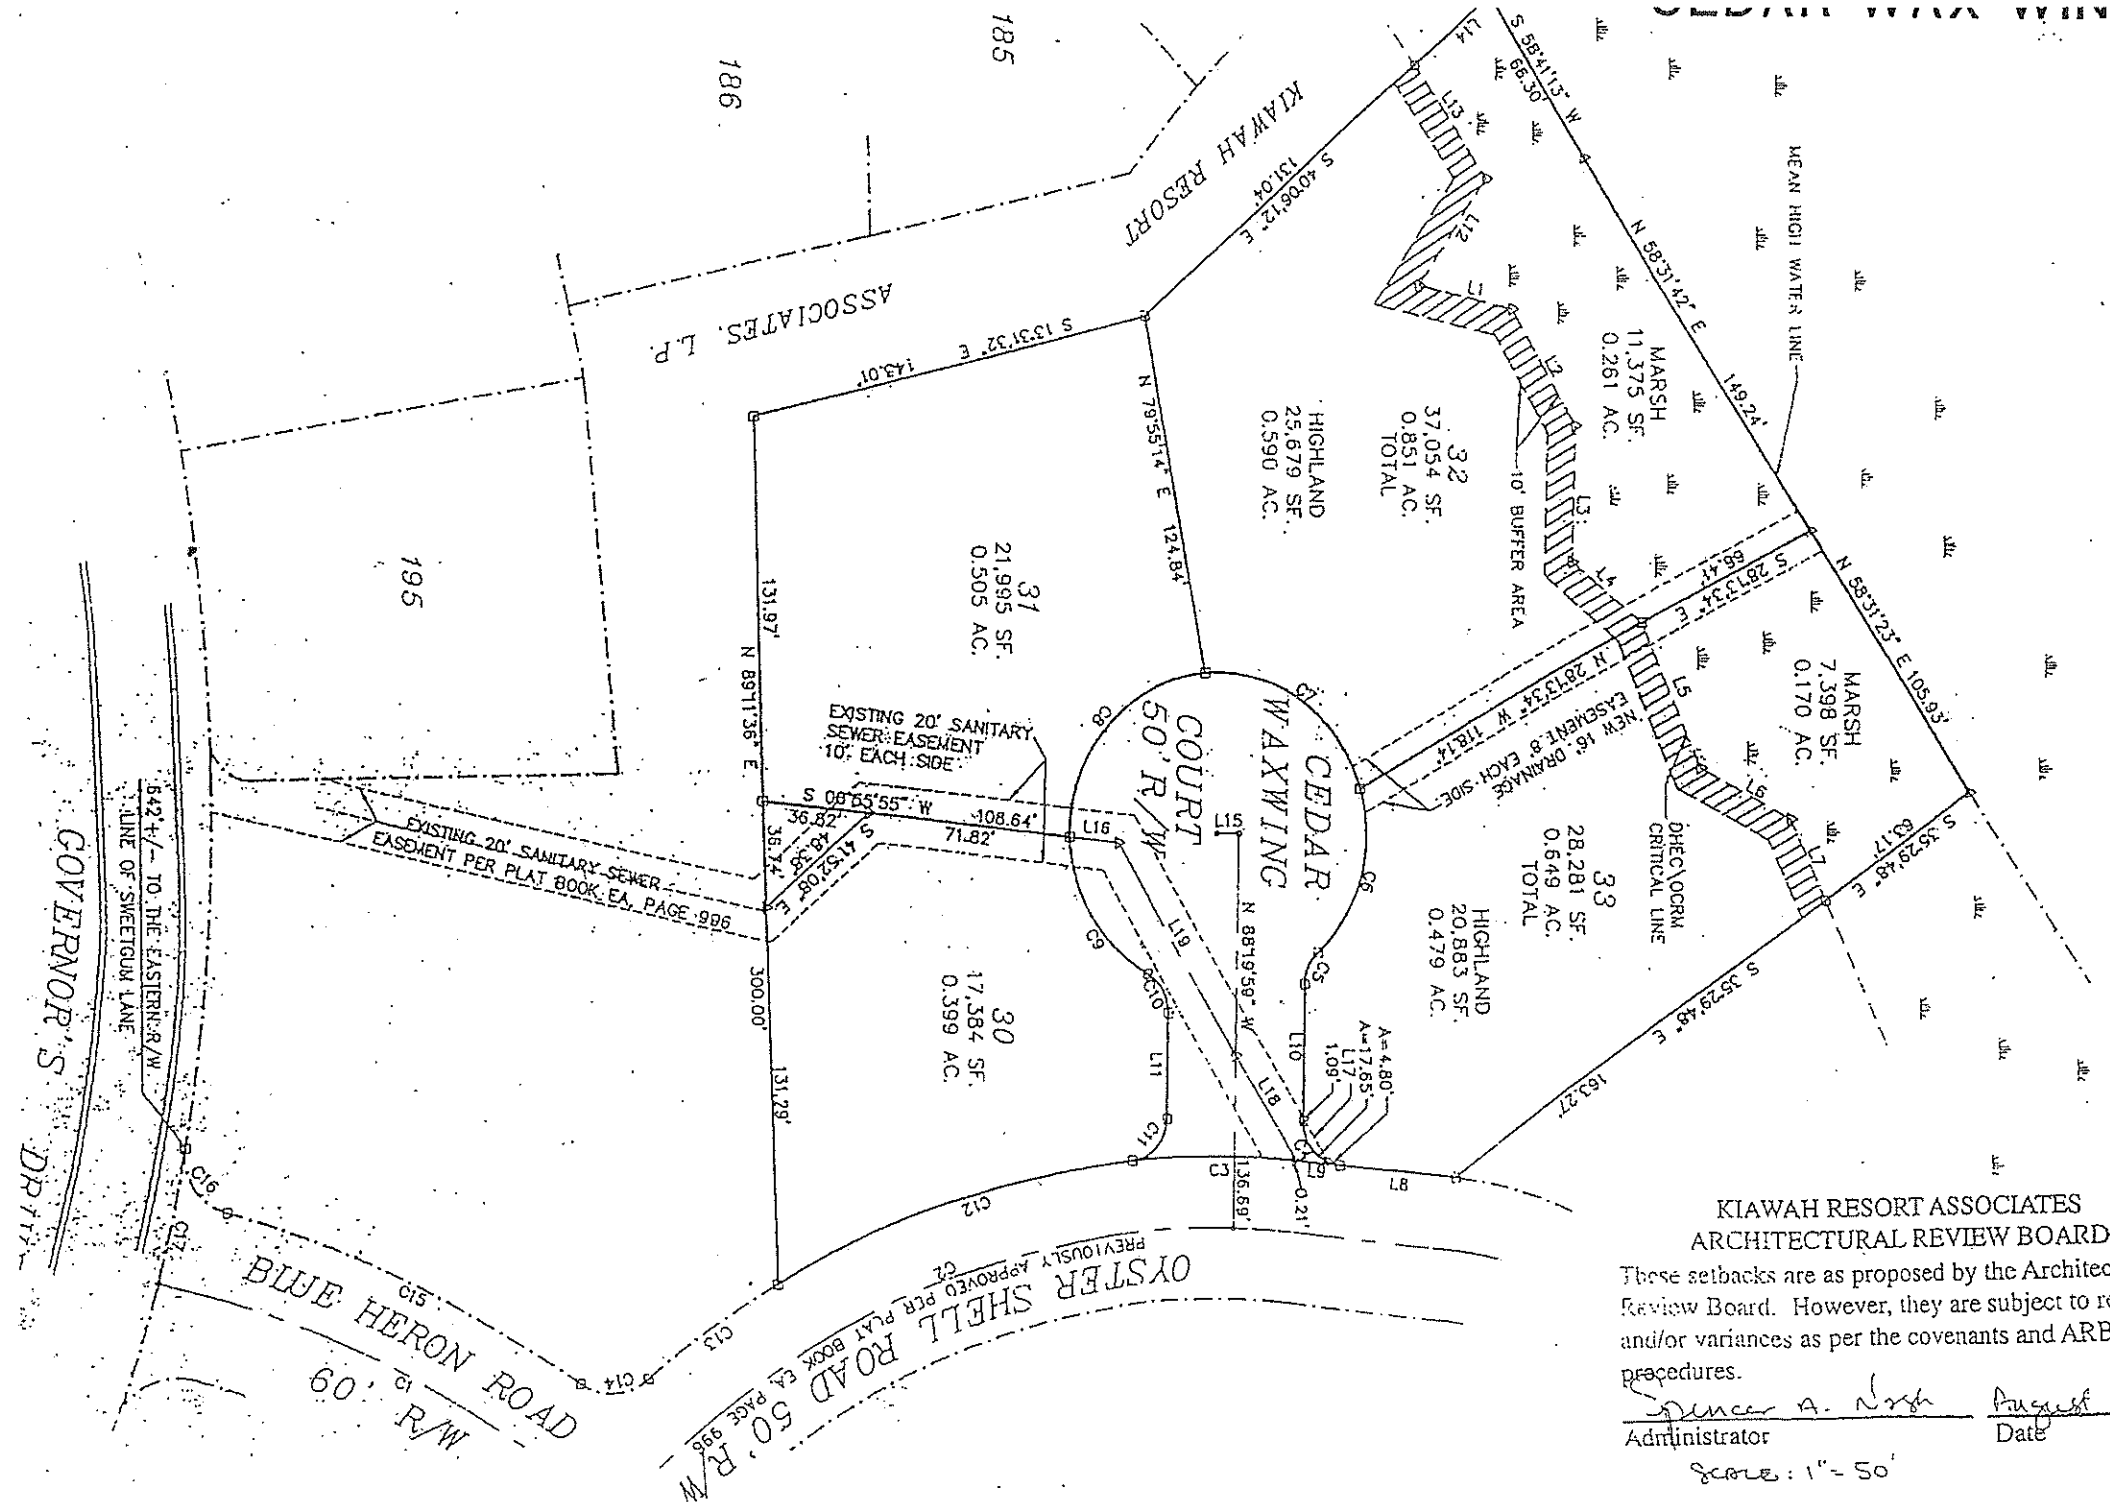 CEDAR WAX WIN
185
186
KIAWAH RESORT
ASSOCIATES, L.P.
195
L14
S 58°41'13" W
66.30'
L13
L12
L1
L2
L3
L4
L5
L6
L7
MEAN HIGH WATER LINE
N 58°31'42" E
149.24'
MARSH
11,375 SF.
0.261 AC.
S 40°06'12" E
131.04'
S 13°31'32" E
143.01'
N 79°55'14" E 124.84'
32
37,054 SF.
0.851 AC.
TOTAL
HIGHLAND
25,679 SF.
0.590 AC.
10' BUFFER AREA
S 28°13'34" E
N 58°31'23" E 105.93'
MARSH
7,398 SF.
0.170 AC.
S 35°29'48" E
63.17'
N 28°13'34" W
118.14'
NEW 16' DRAINAGE
EASEMENT 8' EACH SIDE
DHEC\OCRM
CRITICAL LINE
33
28,281 SF.
0.649 AC.
TOTAL
HIGHLAND
20,883 SF.
0.479 AC.
S 35°29'48" E
163.27'
31
21,995 SF.
0.505 AC.
131.97'
N 89°11'36" E
36.74'
300.00'
131.29'
EXISTING 20' SANITARY
SEWER EASEMENT
10' EACH SIDE
S 06°55'55" W
108.64'
36.82'
71.82'
S 41°52'08" E
48.38'
CEDAR
WAXWING
COURT
50' R/W
C7
C8
C6
C5
C9
C10
L16
L15
L19
N 88°19'59" W
L10
L11
L18
C11
C3
136.69'
L9
L8
0.21'
A=4.80'
A=17.65'
L17
1.09'
30
17,384 SF.
0.399 AC.
EXISTING 20' SANITARY SEWER
EASEMENT PER PLAT BOOK EA, PAGE 996
642'+/- TO THE EASTERN R/W
LINE OF SWEETGUM LANE
GOVERNOR'S
C16
C17
C15
C1
C14
C13
C12
BLUE HERON ROAD
60' R/W
OYSTER SHELL ROAD 50' R/W
PREVIOUSLY APPROVED PER PLAT BOOK EA PAGE 996
C2
KIAWAH RESORT ASSOCIATES
ARCHITECTURAL REVIEW BOARD
These setbacks are as proposed by the Architec
Review Board. However, they are subject to re
and/or variances as per the covenants and ARB
procedures.
Spencer A. August
Administrator Date
SCALE: 1"=50'